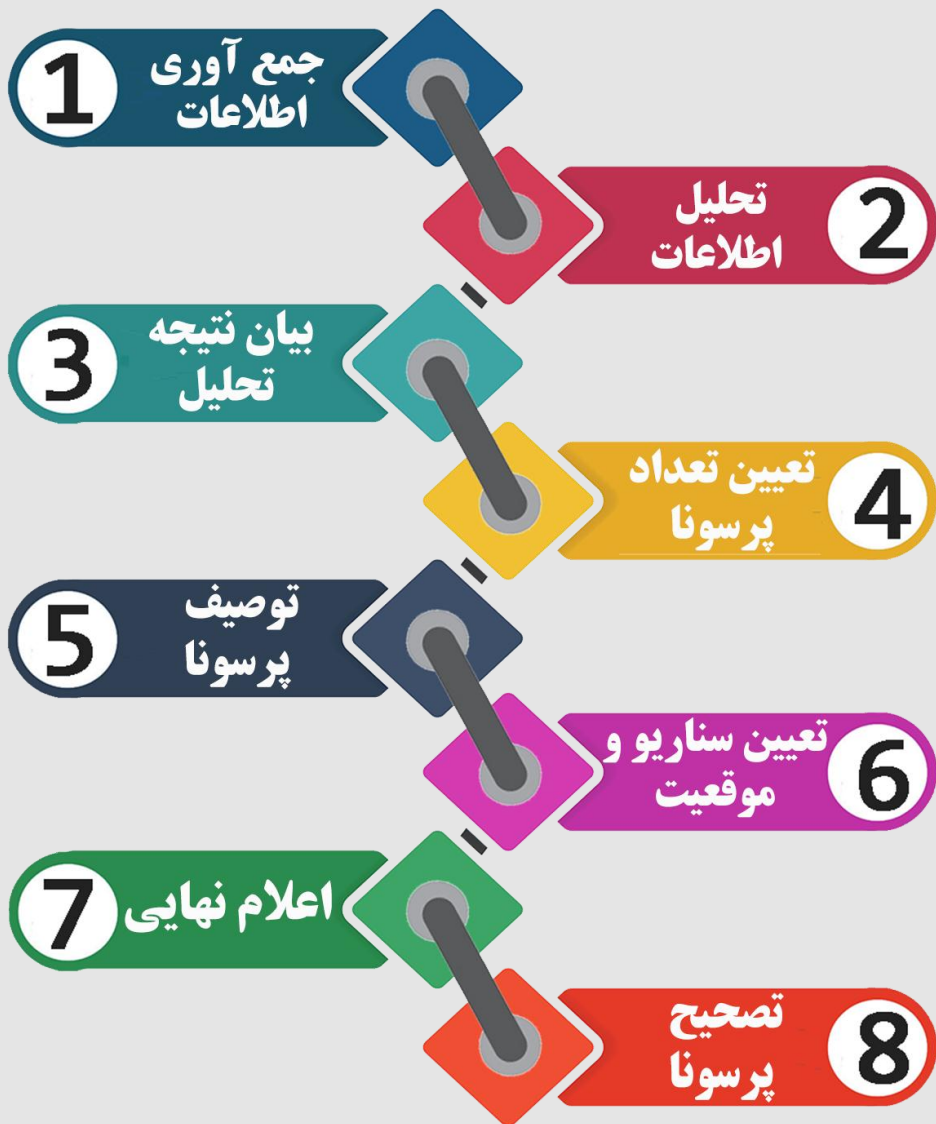 1
جمع آوری
اطلاعات
2
تحلیل
اطلاعات
3
بیان نتیجه
تحلیل
4
تعیین تعداد
پرسونا
5
توصیف
پرسونا
6
تعیین سناریو و
موقعیت
7
اعلام نهایی
8
تصحیح
پرسونا